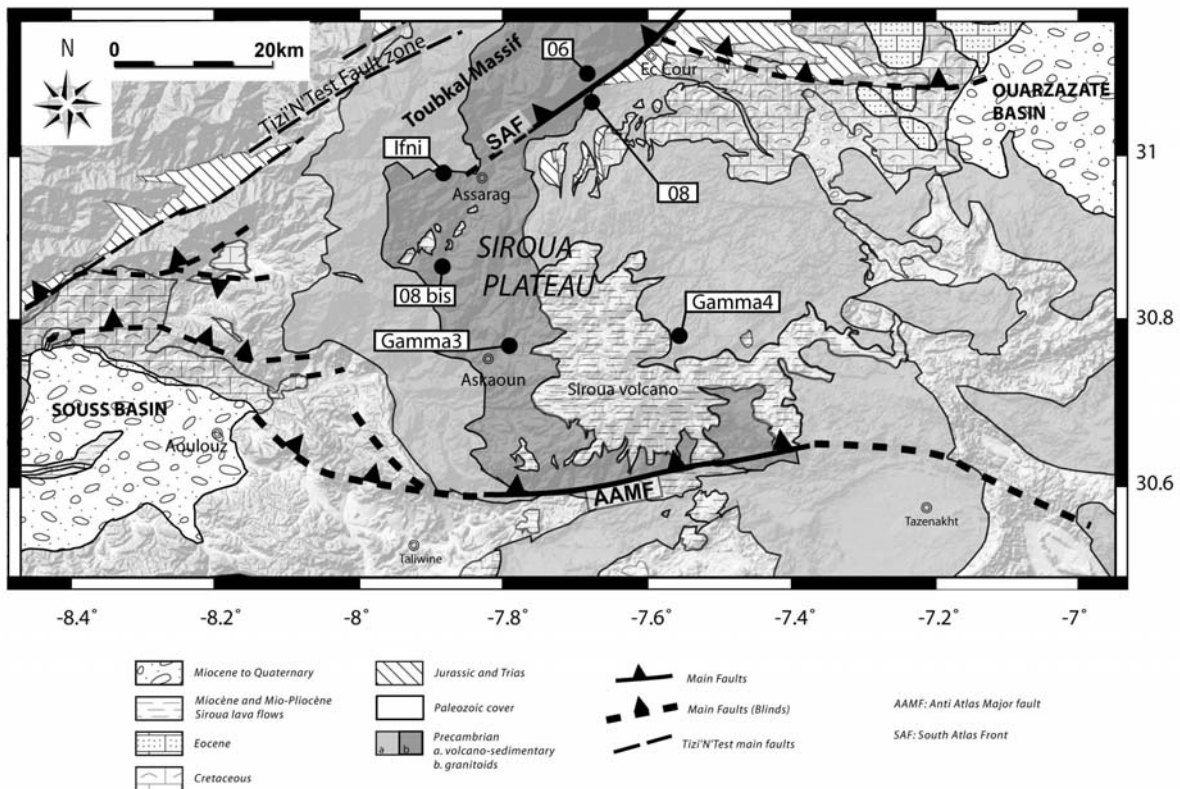 N
0
20km
Tizi'N'Test Fault zone
Toubkal Massif
06
Ec Cour
SAF
OUARZAZATE
BASIN
Ifni
31
Assarag
08
SIROUA
PLATEAU
08 bis
Gamma4
30.8
Gamma3
Askaoun
Siroua volcano
SOUSS BASIN
Aoulouz
AAMF
30.6
Tazenakht
Taliwine
-8.4° -8.2° -8° -7.8° -7.6° -7.4° -7.2° -7°
Miocene to Quaternary
Miocène and Mio-Pliocène
Siroua lava flows
Eocene
Cretaceous
Jurassic and Trias
Paleozoic cover
a b
Precambrian
a. volcano-sedimentary
b. granitoids
Main Faults
Main Faults (Blinds)
Tizi'N'Test main faults
AAMF: Anti Atlas Major fault
SAF: South Atlas Front